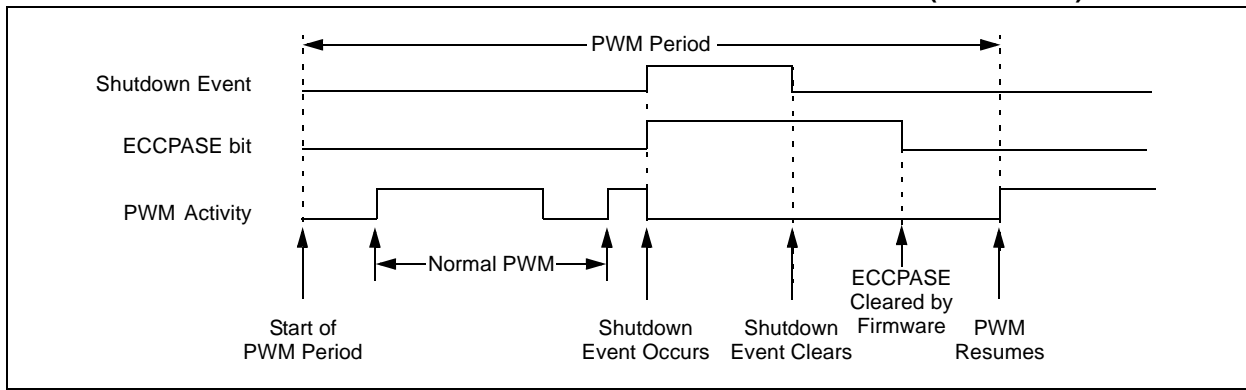 PWM Period
Shutdown Event
ECCPASE bit
PWM Activity
Normal PWM
Start of
PWM Period
Shutdown
Event Occurs
Shutdown
Event Clears
ECCPASE
Cleared by
Firmware
PWM
Resumes